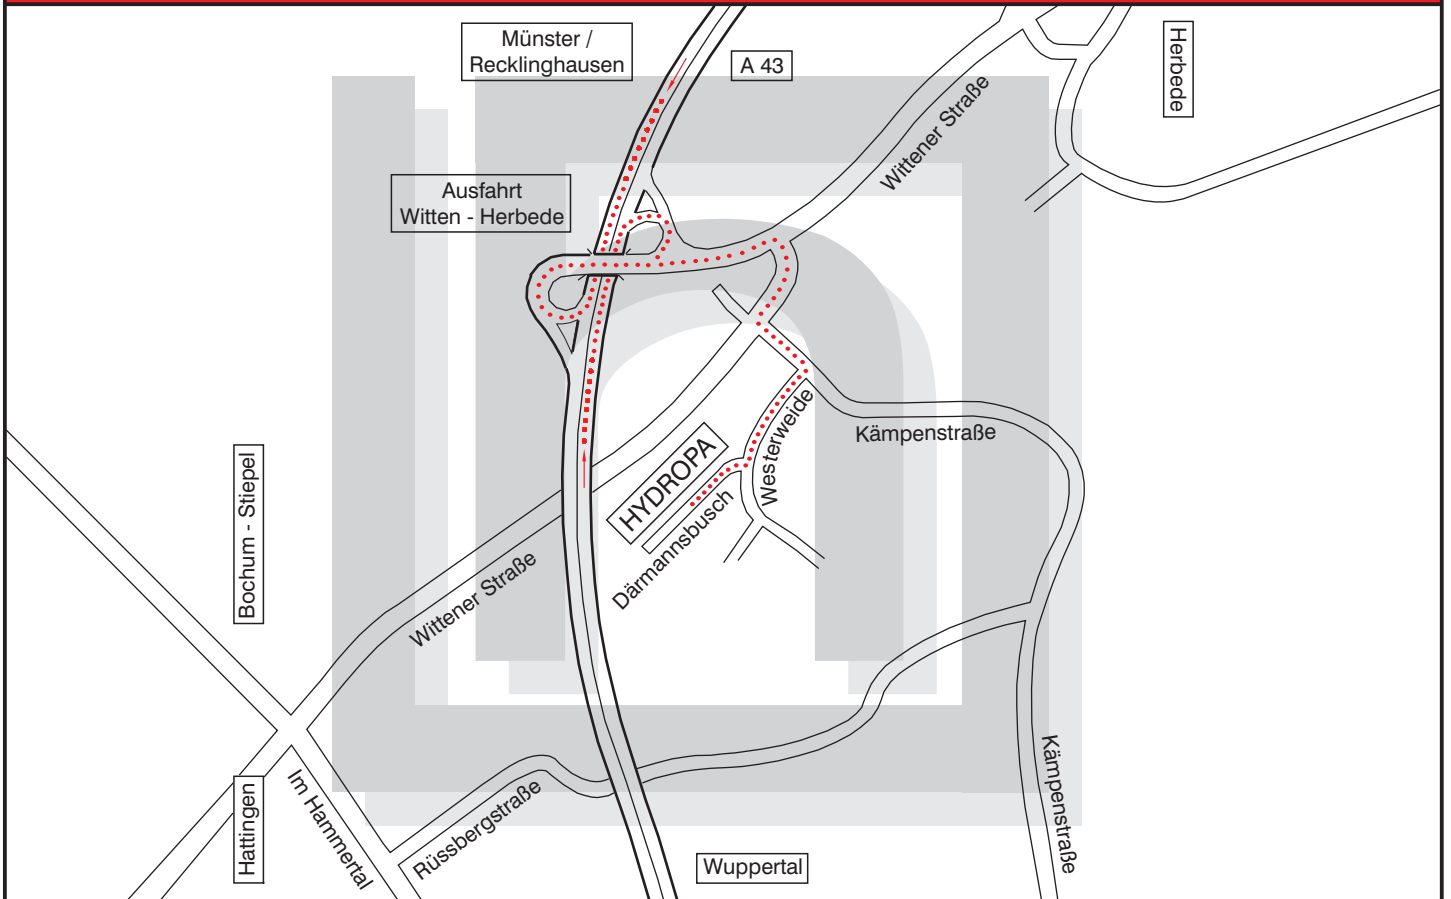 Münster /
Recklinghausen
A 43
Herbede
Wittener Straße
Ausfahrt
Witten - Herbede
Westerweide
Kämpenstraße
HYDROPA
Därmannsbusch
Bochum - Stiepel
Wittener Straße
Hattingen
Im Hammertal
Rüssbergstraße
Kämpenstraße
Wuppertal